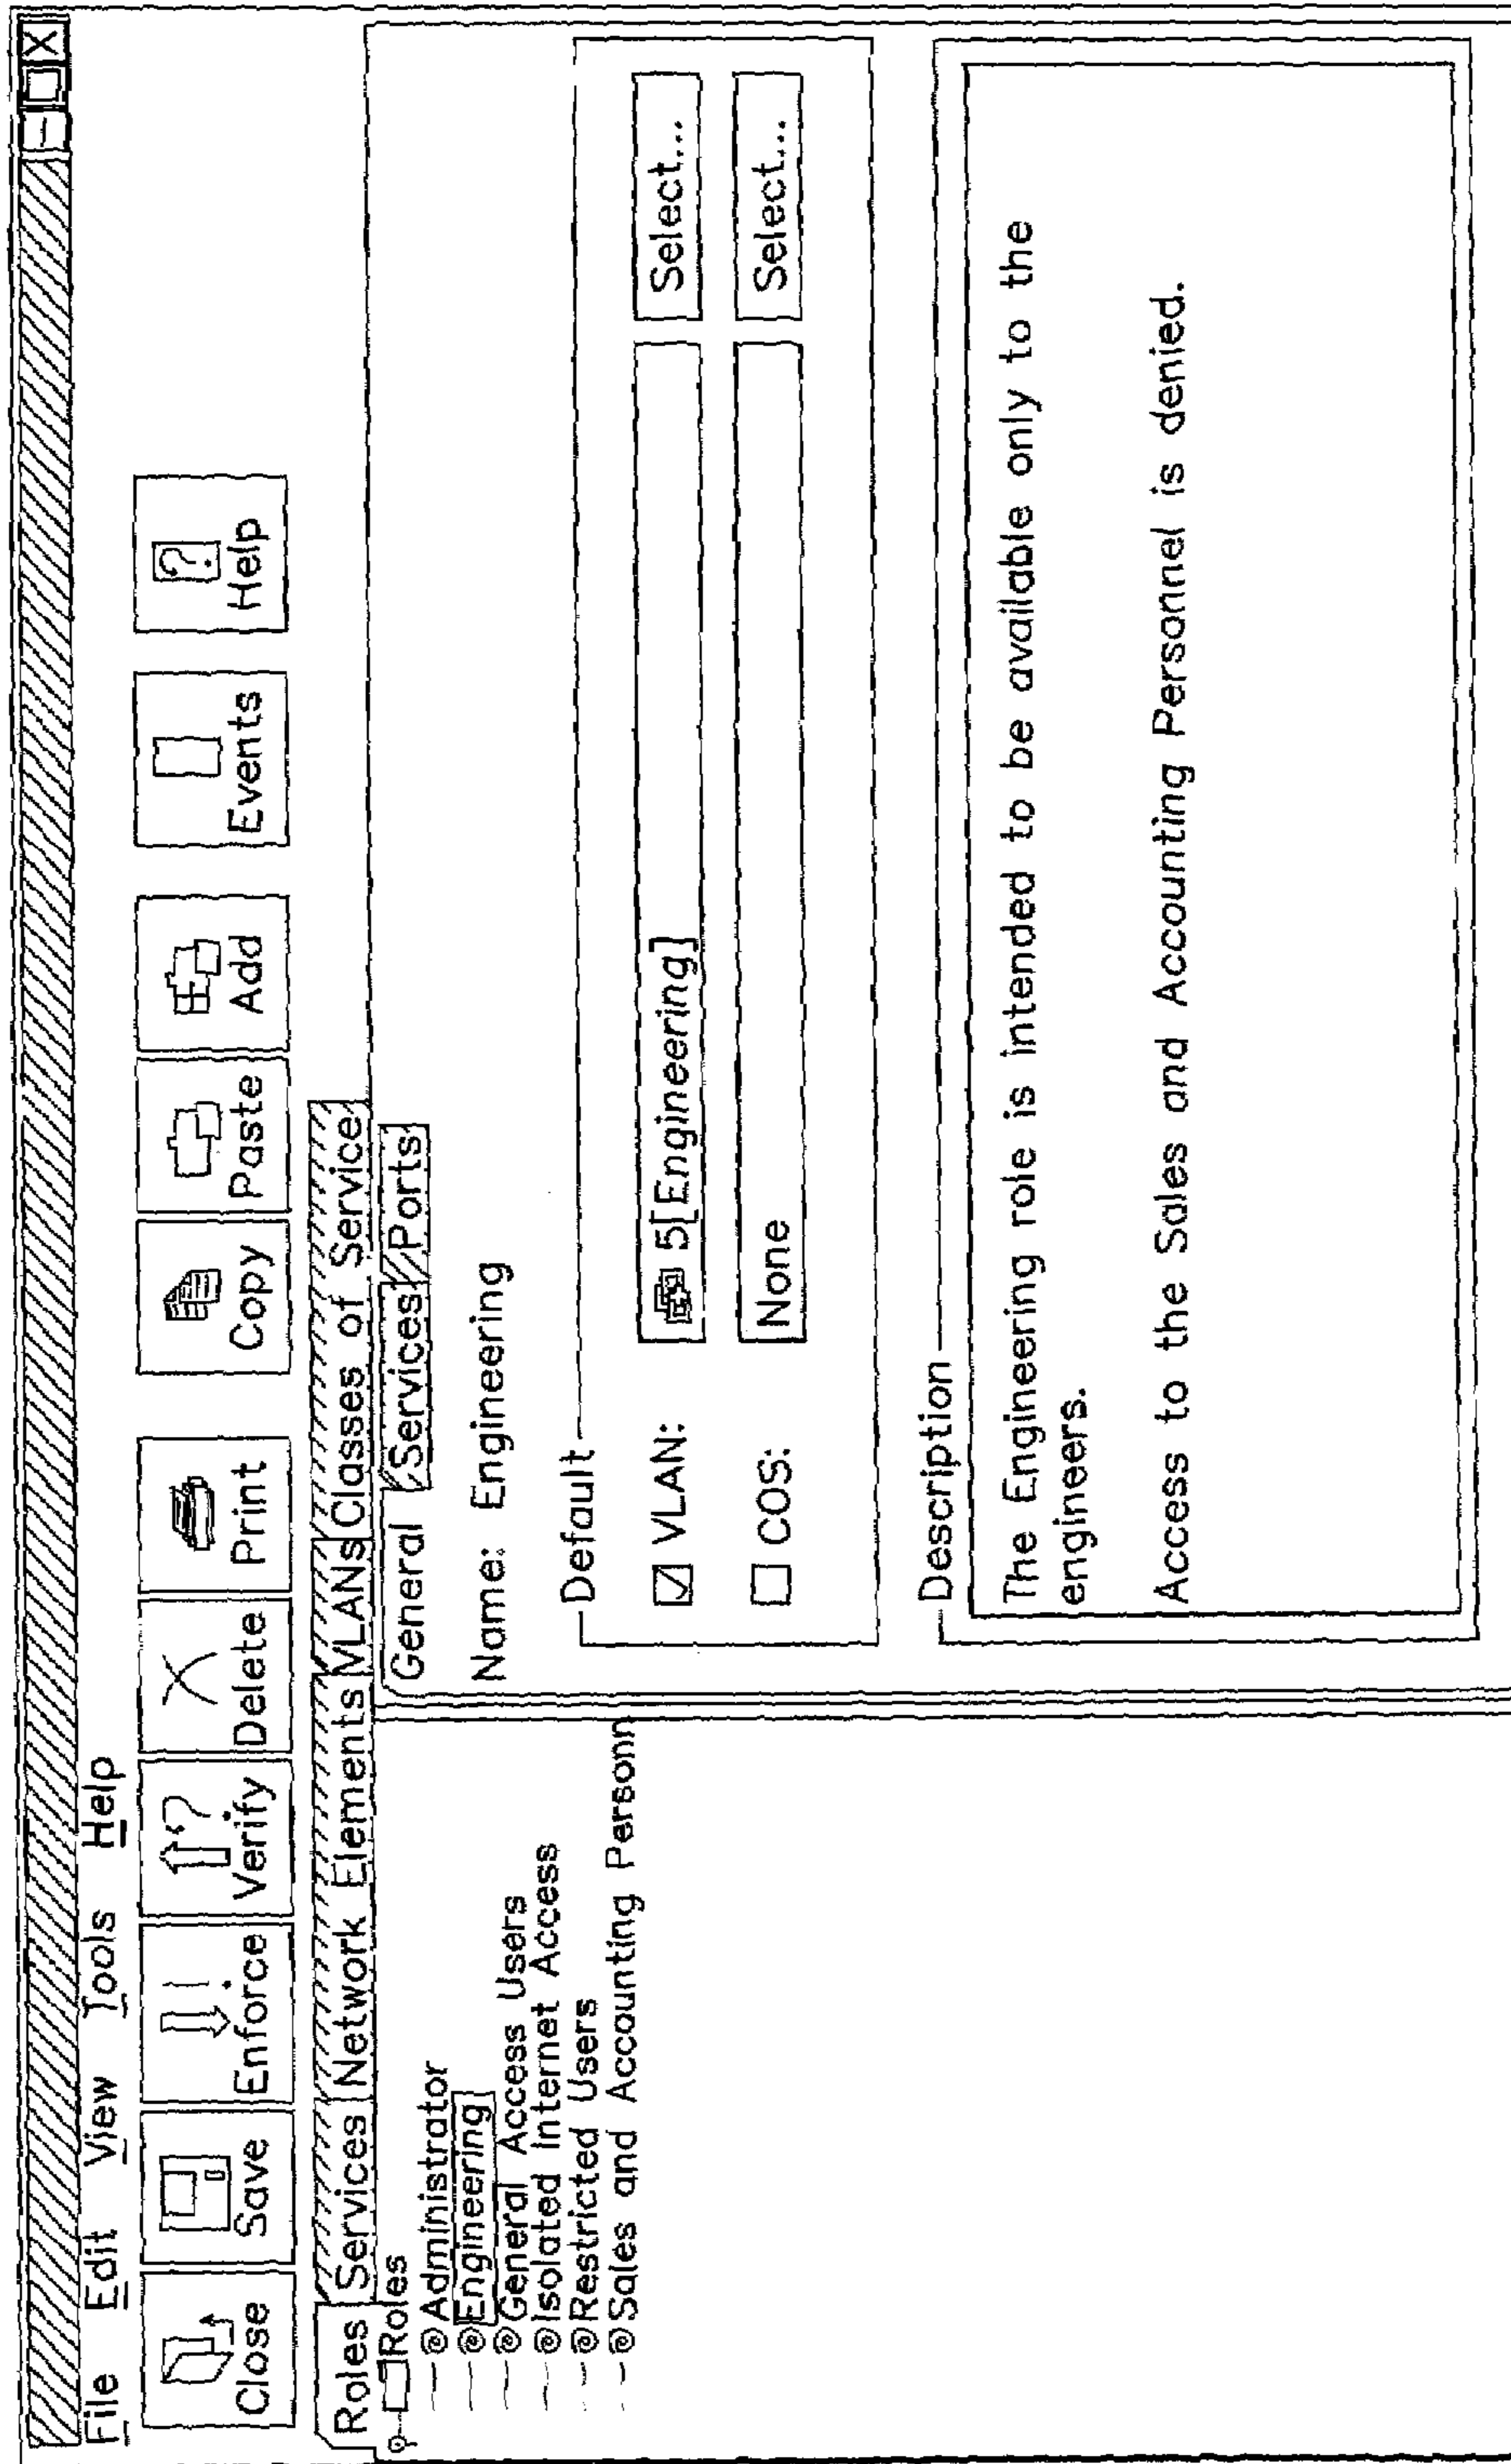 File Edit View Tools Help
Close Save Enforce Verify Delete Print Copy Paste Add Events Help
Roles Services Network Elements VLANs Classes of Service
Roles
Administrator
Engineering
General Access Users
Isolated Internet Access
Restricted Users
Sales and Accounting Personn
General Services Ports
Name: Engineering
Default
VLAN: 5[Engineering] Select...
COS: None Select...
Description
The Engineering role is intended to be available only to the
engineers.
Access to the Sales and Accounting Personnel is denied.